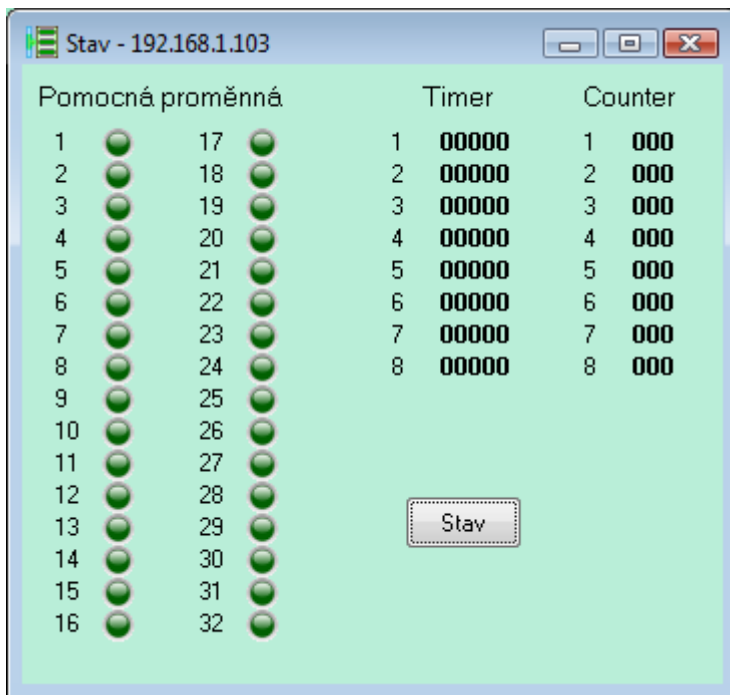 Stav - 192.168.1.103
Pomocná proměnná Timer Counter
1 17 1 00000 1 000
2 18 2 00000 2 000
3 19 3 00000 3 000
4 20 4 00000 4 000
5 21 5 00000 5 000
6 22 6 00000 6 000
7 23 7 00000 7 000
8 24 8 00000 8 000
9 25
10 26
11 27
12 28
13 29
14 30
15 31
16 32
Stav